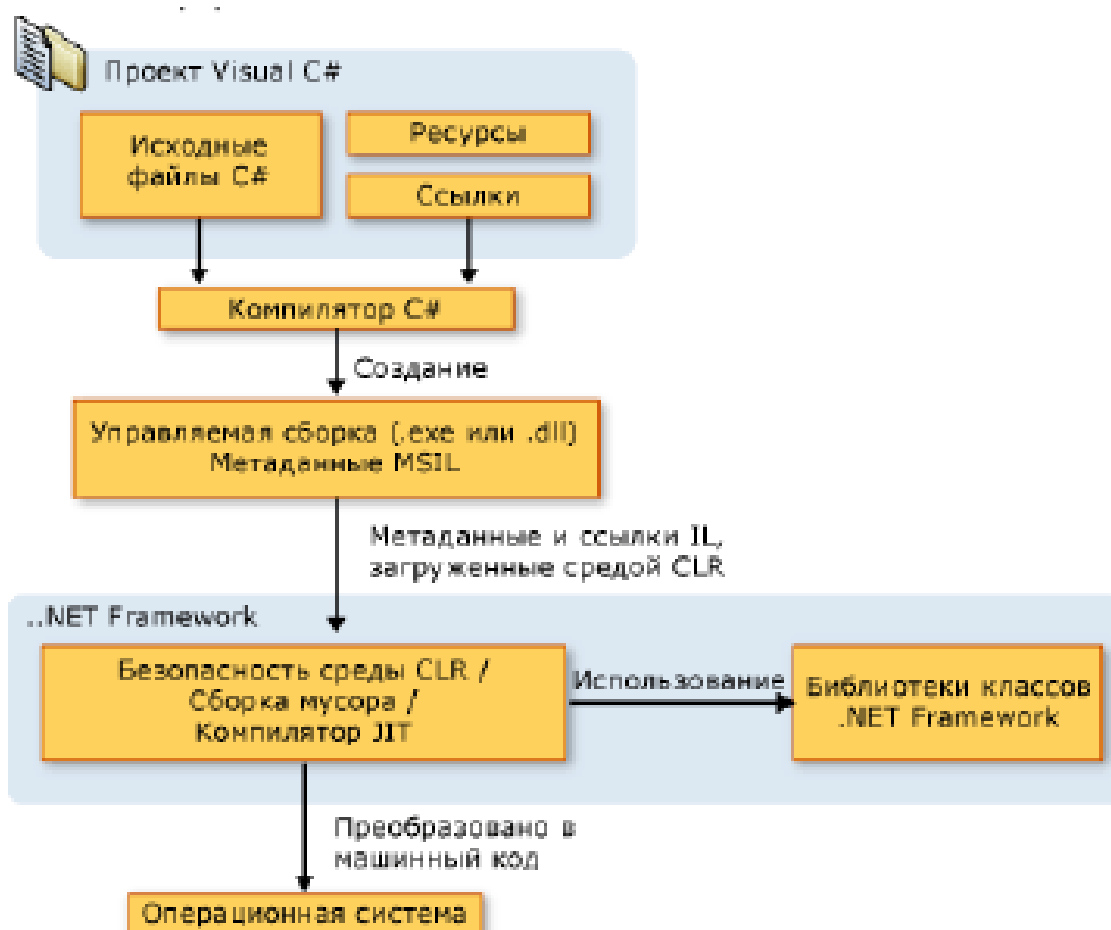 Проект Visual C#
Исходные
файлы C#
Ресурсы
Ссылки
Компилятор C#
Создание
Управляемая сборка (.exe или .dll)
Метаданные MSIL
Метаданные и ссылки IL,
загруженные средой CLR
..NET Framework
Безопасность среды CLR /
Сборка мусора /
Компилятор JIT
Использование
Библиотеки классов
.NET Framework
Преобразовано в
машинный код
Операционная система